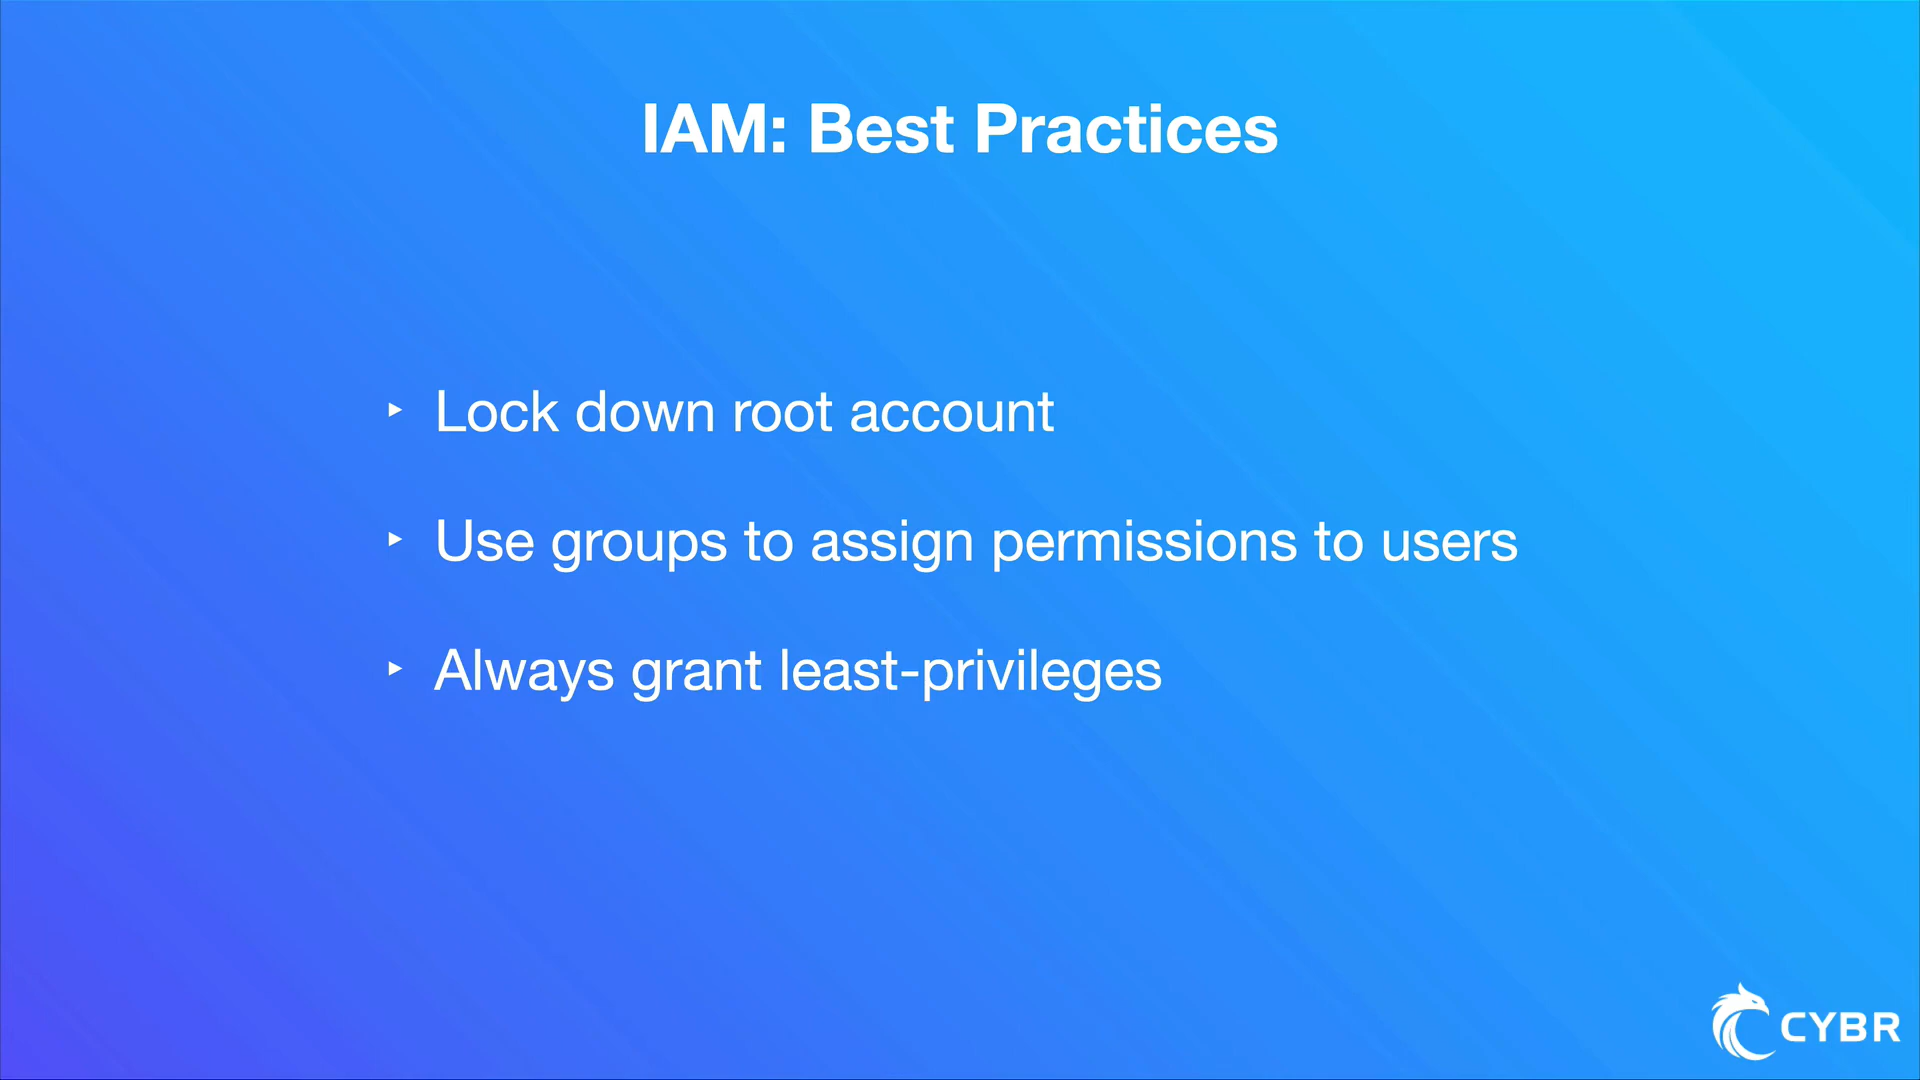 IAM: Best Practices
‣ Lock down root account
‣ Use groups to assign permissions to users
‣ Always grant least-privileges
CYBR